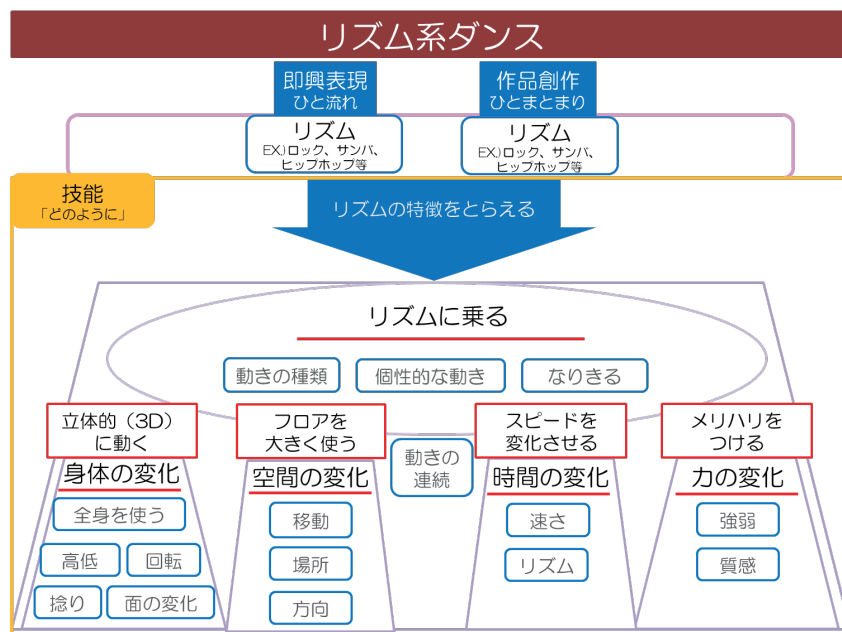 リズム系ダンス
即興表現
ひと流れ
作品創作
ひとまとまり
リズム
EX.)ロック、サンバ、
ヒップホップ等
リズム
EX.)ロック、サンバ、
ヒップホップ等
技能
「どのように」
リズムの特徴をとらえる
リズムに乗る
動きの種類
個性的な動き
なりきる
立体的（3D）
に動く
フロアを
大きく使う
スピードを
変化させる
メリハリを
つける
動きの
連続
身体の変化
全身を使う
高低
回転
捻り
面の変化
空間の変化
移動
場所
方向
時間の変化
速さ
リズム
力の変化
強弱
質感